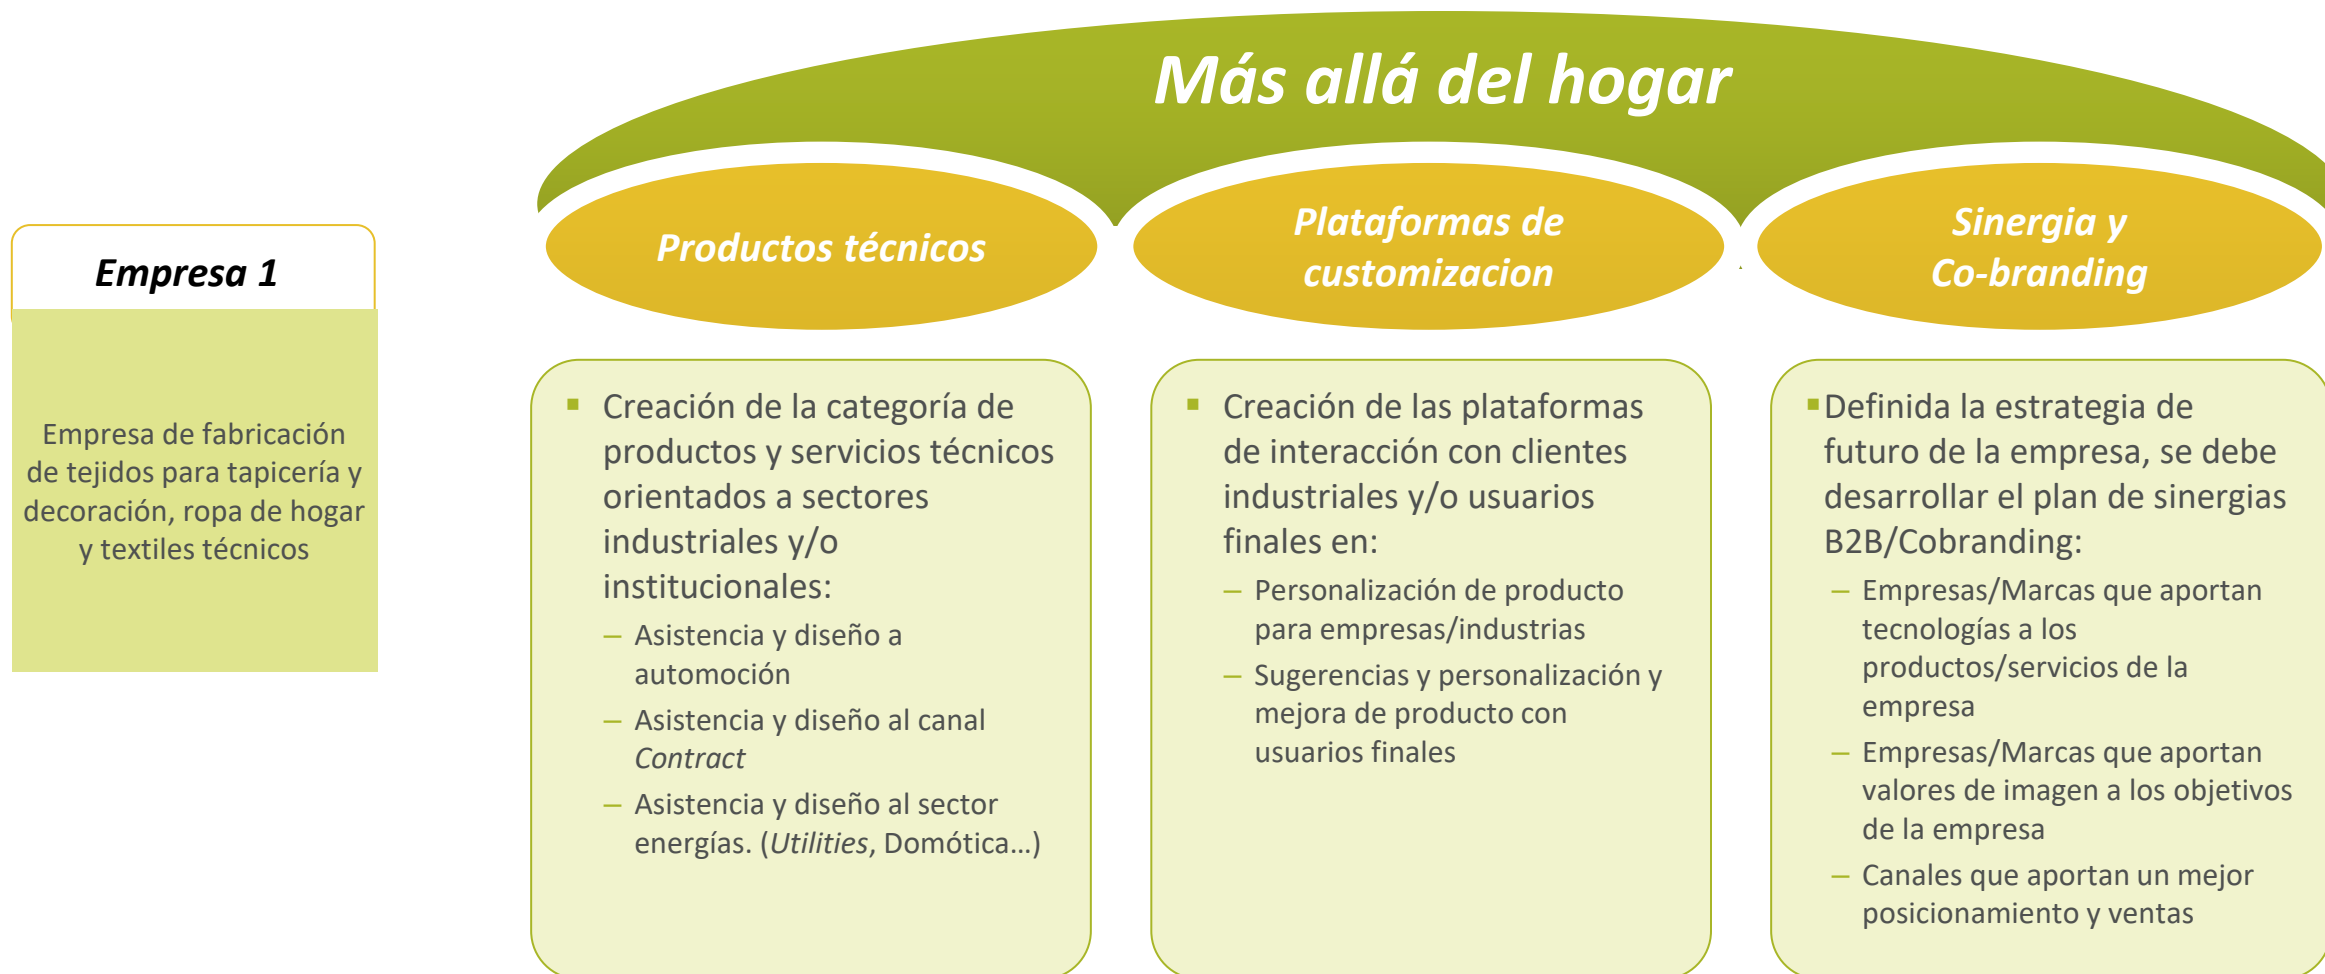 Más allá del hogar
Empresa 1
Empresa de fabricación
de tejidos para tapicería y
decoración, ropa de hogar
y textiles técnicos
Productos técnicos
▪ Creación de la categoría de
productos y servicios técnicos
orientados a sectores
industriales y/o
institucionales:
– Asistencia y diseño a
automoción
– Asistencia y diseño al canal
Contract
– Asistencia y diseño al sector
energías. (Utilities, Domótica…)
Plataformas de
customizacion
▪ Creación de las plataformas
de interacción con clientes
industriales y/o usuarios
finales en:
– Personalización de producto
para empresas/industrias
– Sugerencias y personalización y
mejora de producto con
usuarios finales
Sinergia y
Co-branding
▪ Definida la estrategia de
futuro de la empresa, se debe
desarrollar el plan de sinergias
B2B/Cobranding:
– Empresas/Marcas que aportan
tecnologías a los
productos/servicios de la
empresa
– Empresas/Marcas que aportan
valores de imagen a los objetivos
de la empresa
– Canales que aportan un mejor
posicionamiento y ventas